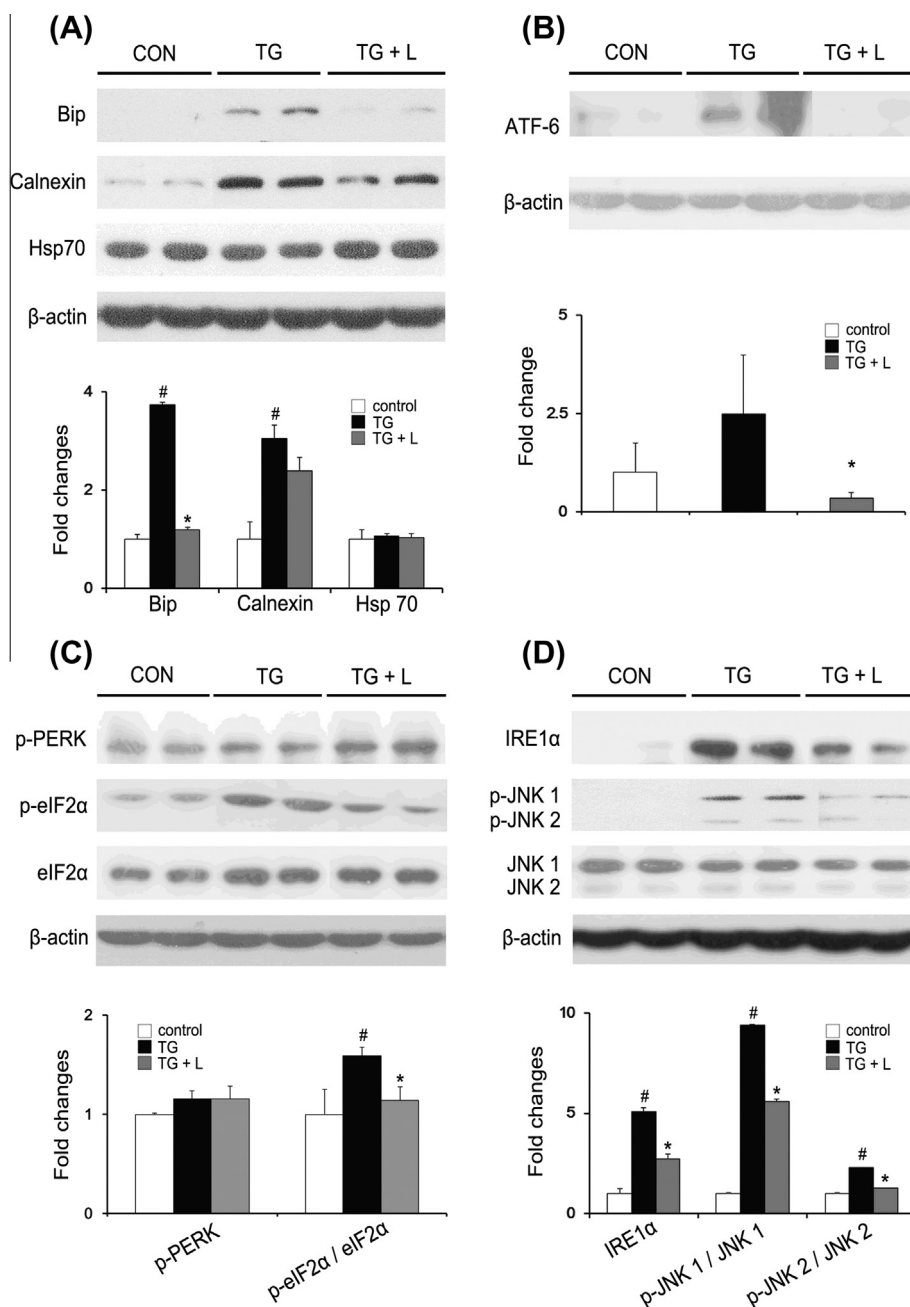 (A)
CON TG TG + L
Bip
Calnexin
Hsp70
β-actin
Fold changes
4
2
0
# * #
control
TG
TG + L
Bip Calnexin Hsp 70
(B)
CON TG TG + L
ATF-6
β-actin
Fold change
5
2.5
0
*
control
TG
TG + L
(C)
CON TG TG + L
p-PERK
p-eIF2α
eIF2α
β-actin
Fold changes
2
1
0
# *
control
TG
TG + L
p-PERK p-eIF2α / eIF2α
(D)
CON TG TG + L
IRE1α
p-JNK 1
p-JNK 2
JNK 1
JNK 2
β-actin
Fold changes
10
5
0
# * # * # *
control
TG
TG + L
IRE1α p-JNK 1 / JNK 1 p-JNK 2 / JNK 2